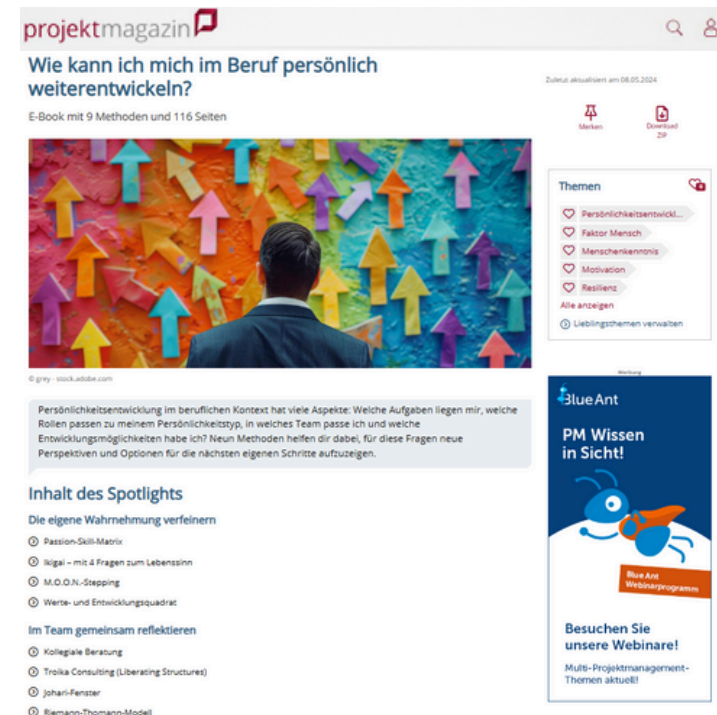 projektmagazin
Wie kann ich mich im Beruf persönlich
weiterentwickeln?
E-Book mit 9 Methoden und 116 Seiten
© grey - stock.adobe.com
Persönlichkeitsentwicklung im beruflichen Kontext hat viele Aspekte: Welche Aufgaben liegen mir, welche
Rollen passen zu meinem Persönlichkeitstyp, in welches Team passe ich und welche
Entwicklungsmöglichkeiten habe ich? Neun Methoden helfen dir dabei, für diese Fragen neue
Perspektiven und Optionen für die nächsten eigenen Schritte aufzuzeigen.
Inhalt des Spotlights
Die eigene Wahrnehmung verfeinern
Passion-Skill-Matrix
Ikigai – mit 4 Fragen zum Lebenssinn
M.O.O.N.-Stepping
Werte- und Entwicklungsquadrat
Im Team gemeinsam reflektieren
Kollegiale Beratung
Troika Consulting (Liberating Structures)
Johari-Fenster
Riemann-Thomann-Modell
Zuletzt aktualisiert am 08.05.2024
Merken
Download
ZIP
Themen
Persönlichkeitsentwickl...
Faktor Mensch
Menschenkenntnis
Motivation
Resilienz
Alle anzeigen
Lieblingsthemen verwalten
Werbung
Blue Ant
PM Wissen
in Sicht!
Blue Ant
Webinarprogramm
Besuchen Sie
unsere Webinare!
Multi-Projektmanagement-
Themen aktuell!